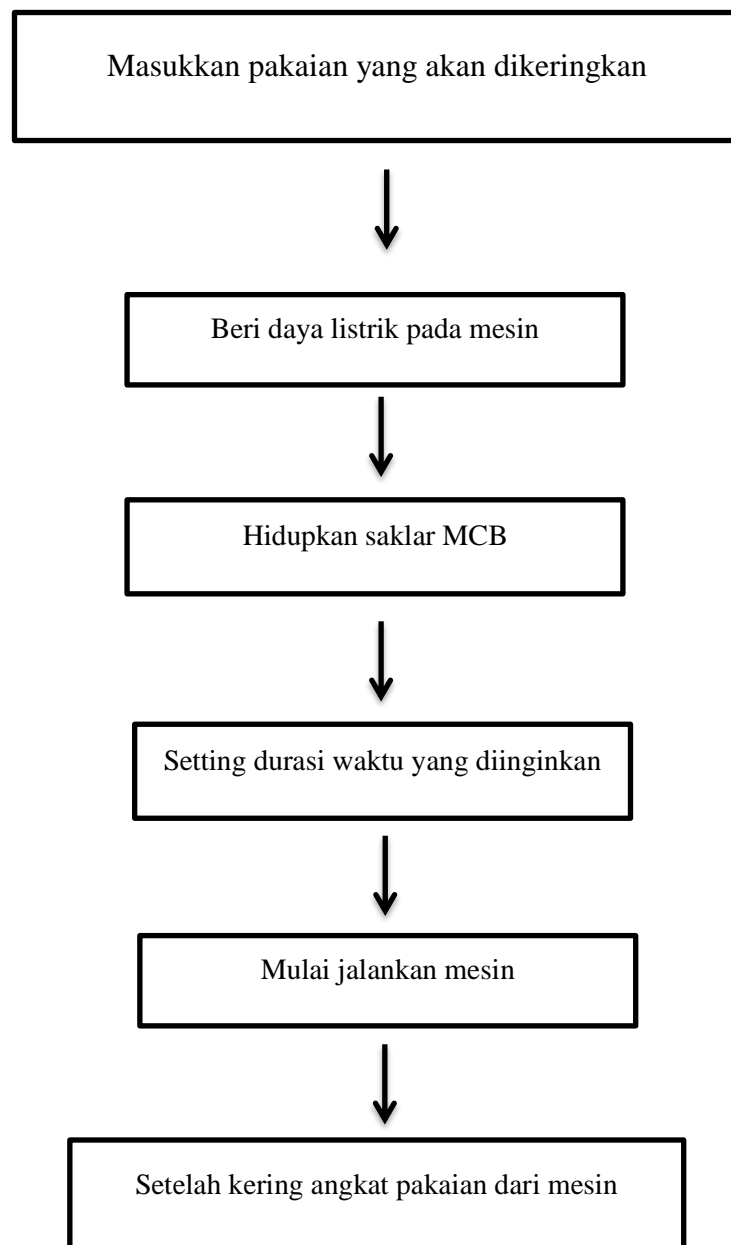 Masukkan pakaian yang akan dikeringkan
Beri daya listrik pada mesin
Hidupkan saklar MCB
Setting durasi waktu yang diinginkan
Mulai jalankan mesin
Setelah kering angkat pakaian dari mesin